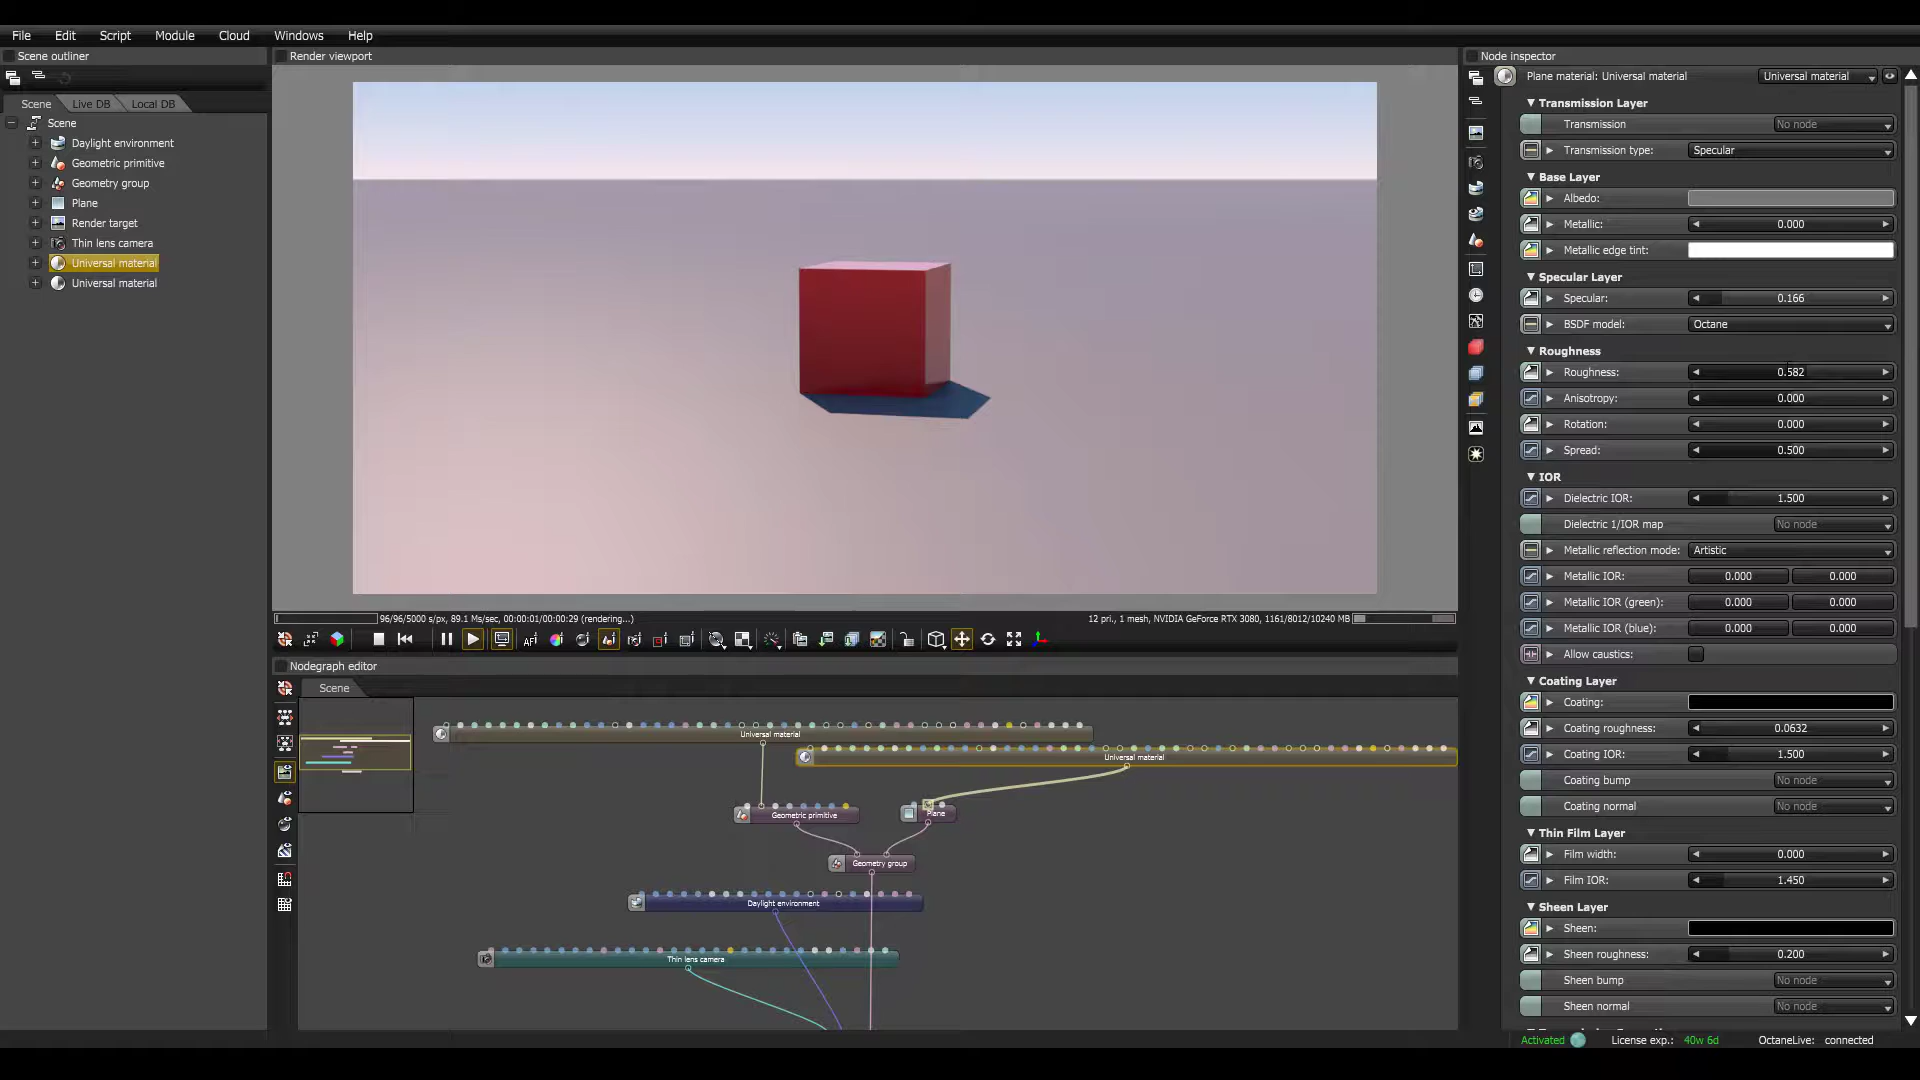 File Edit Script Module Cloud Windows Help
Scene outliner
Scene Live DB Local DB
Scene
Daylight environment
Geometric primitive
Geometry group
Plane
Render target
Thin lens camera
Universal material
Universal material
Render viewport
96/96/5000 s/px, 89.1 Ms/sec, 00:00:01/00:00:29 (rendering...)
12 pri., 1 mesh, NVIDIA GeForce RTX 3080, 1161/8012/10240 MB
AF
Nodegraph editor
Scene
Universal material
Universal material
Geometric primitive
Plane
Geometry group
Daylight environment
Thin lens camera
Node inspector
Plane material: Universal material Universal material
Transmission Layer
Transmission No node
Transmission type: Specular
Base Layer
Albedo:
Metallic: 0.000
Metallic edge tint:
Specular Layer
Specular: 0.166
BSDF model: Octane
Roughness
Roughness: 0.582
Anisotropy: 0.000
Rotation: 0.000
Spread: 0.500
IOR
Dielectric IOR: 1.500
Dielectric 1/IOR map No node
Metallic reflection mode: Artistic
Metallic IOR: 0.000 0.000
Metallic IOR (green): 0.000 0.000
Metallic IOR (blue): 0.000 0.000
Allow caustics:
Coating Layer
Coating:
Coating roughness: 0.0632
Coating IOR: 1.500
Coating bump No node
Coating normal No node
Thin Film Layer
Film width: 0.000
Film IOR: 1.450
Sheen Layer
Sheen:
Sheen roughness: 0.200
Sheen bump No node
Sheen normal No node
Activated License exp.: 40w 6d OctaneLive: connected